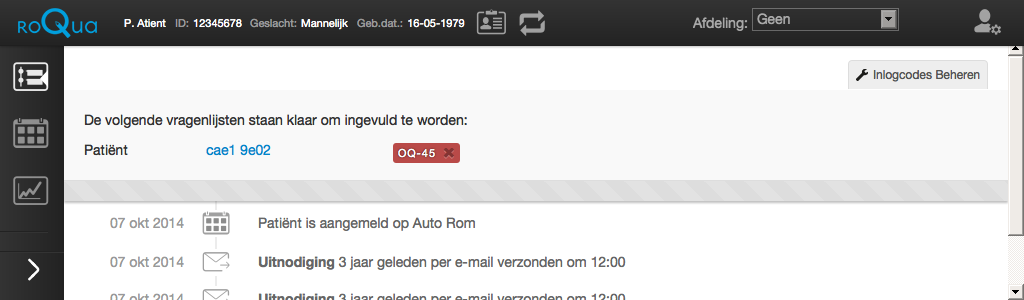 roQua P. Atient ID: 12345678 Geslacht: Mannelijk Geb.dat.: 16-05-1979 Afdeling: Geen
Inlogcodes Beheren
De volgende vragenlijsten staan klaar om ingevuld te worden:
Patiënt cae1 9e02 OQ-45
07 okt 2014 Patiënt is aangemeld op Auto Rom
07 okt 2014 Uitnodiging 3 jaar geleden per e-mail verzonden om 12:00
07 okt 2014 Uitnodiging 3 jaar geleden per e-mail verzonden om 12:00